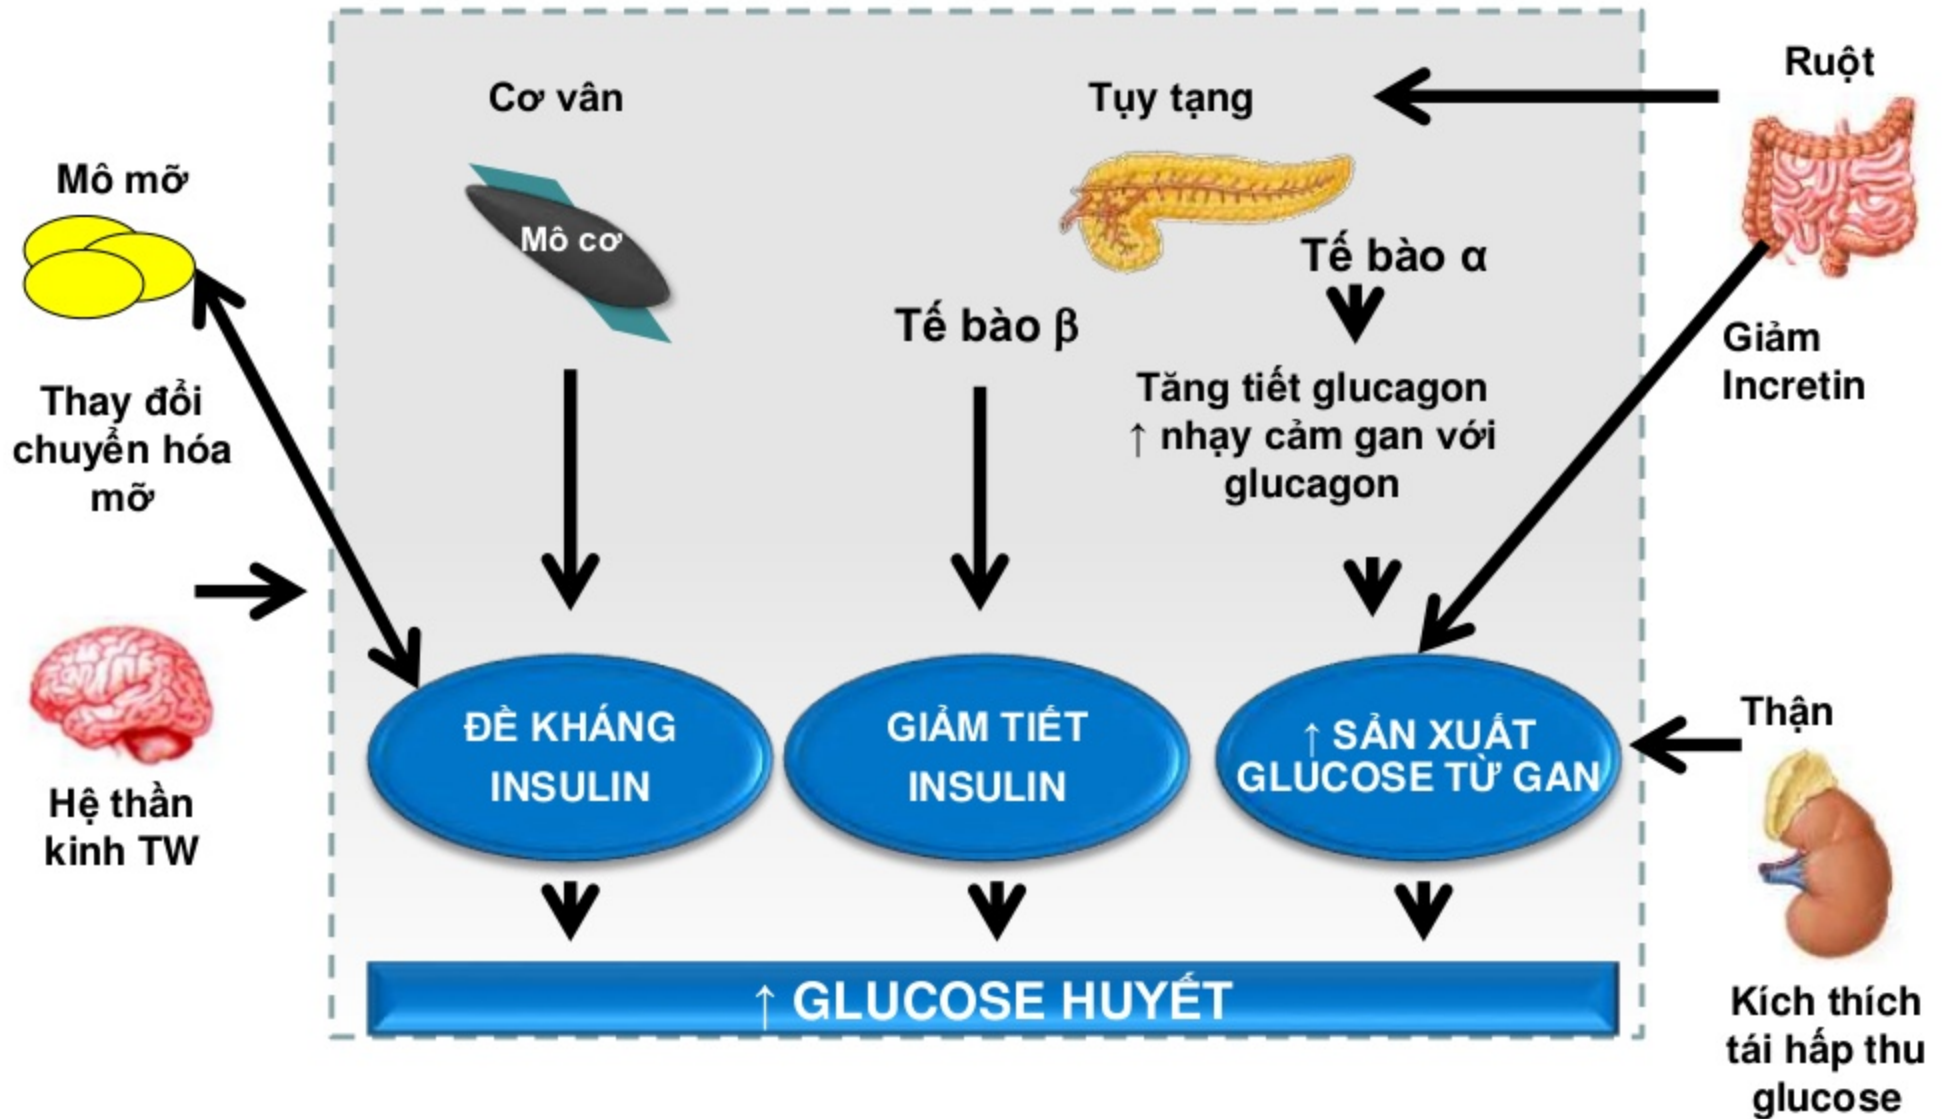 Ruột
Cơ vân
Tụy tạng
Mô mỡ
Mô cơ
Tế bào α
Tế bào β
Giảm
Incretin
Thay đổi
chuyển hóa
mỡ
Tăng tiết glucagon
↑ nhạy cảm gan với
glucagon
ĐỀ KHÁNG
INSULIN
GIẢM TIẾT
INSULIN
↑ SẢN XUẤT
GLUCOSE TỪ GAN
Thận
Hệ thần
kinh TW
↑ GLUCOSE HUYẾT
Kích thích
tái hấp thu
glucose